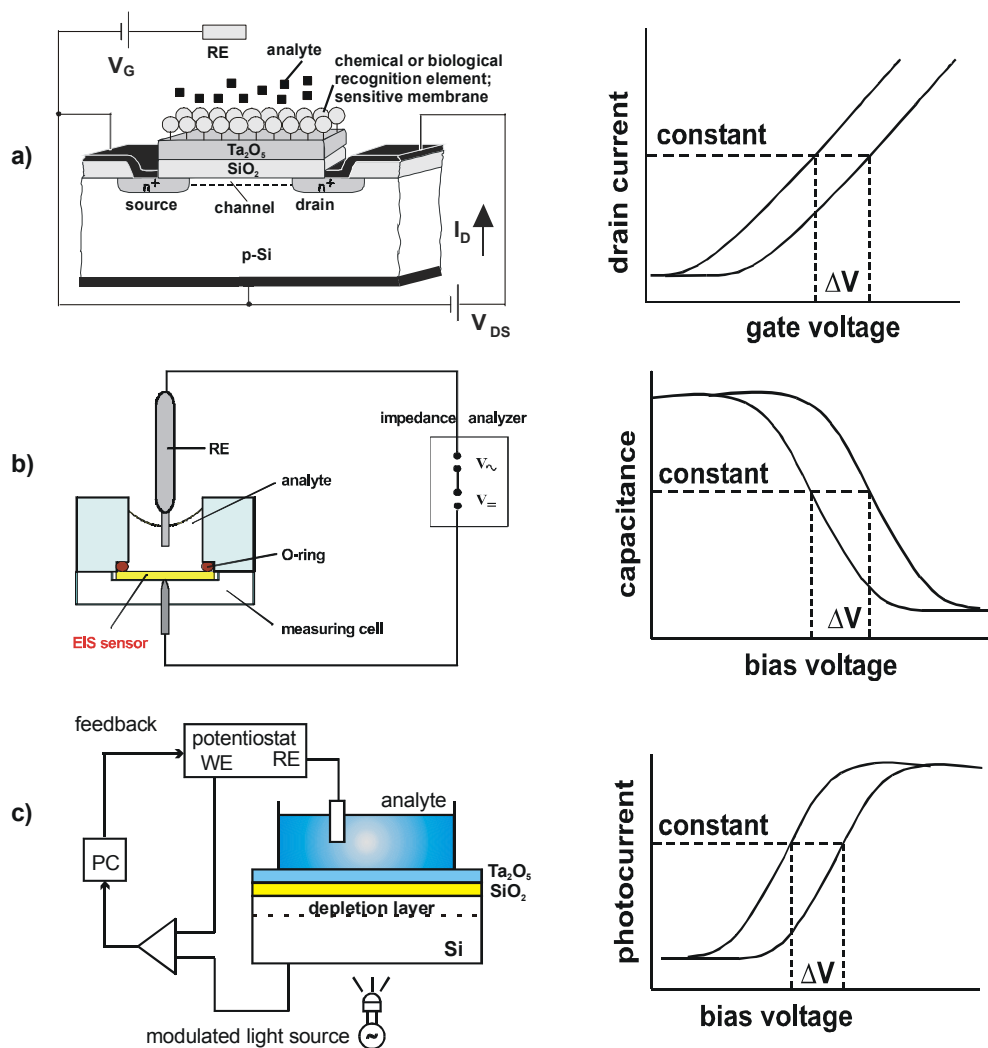 a)
V_G
RE
analyte
chemical or biological
recognition element;
sensitive membrane
Ta₂O₅
SiO₂
n⁺
n⁺
source
channel
drain
p-Si
I_D
V_DS
drain current
constant
ΔV
gate voltage
b)
RE
analyte
O-ring
EIS sensor
measuring cell
impedance analyzer
V~
V=
capacitance
constant
ΔV
bias voltage
c)
feedback
potentiostat
WE
RE
analyte
PC
Ta₂O₅
SiO₂
depletion layer
Si
modulated light source
~
photocurrent
constant
ΔV
bias voltage